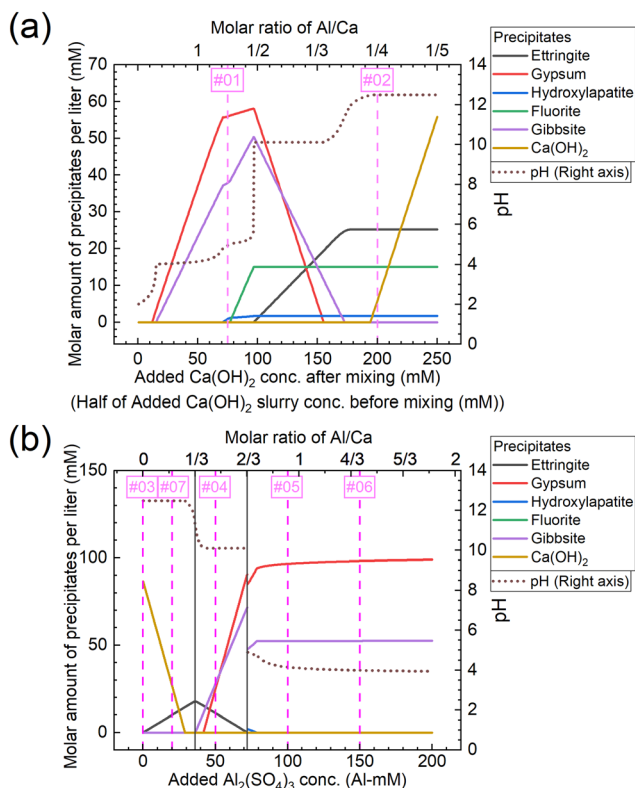 (a)
Molar ratio of Al/Ca
1 1/2 1/3 1/4 1/5
Molar amount of precipitates per liter (mM)
70
60
50
40
30
20
10
0
#01 #02
14
12
10
8
6
4
2
0
pH
Precipitates
Ettringite
Gypsum
Hydroxylapatite
Fluorite
Gibbsite
Ca(OH)2
pH (Right axis)
0 50 100 150 200 250
Added Ca(OH)2 conc. after mixing (mM)
(Half of Added Ca(OH)2 slurry conc. before mixing (mM))
(b)
Molar ratio of Al/Ca
0 1/3 2/3 1 4/3 5/3 2
Molar amount of precipitates per liter (mM)
150
100
50
0
#03 #07 #04 #05 #06
14
12
10
8
6
4
2
0
pH
Precipitates
Ettringite
Gypsum
Hydroxylapatite
Fluorite
Gibbsite
Ca(OH)2
pH (Right axis)
0 50 100 150 200
Added Al2(SO4)3 conc. (Al-mM)